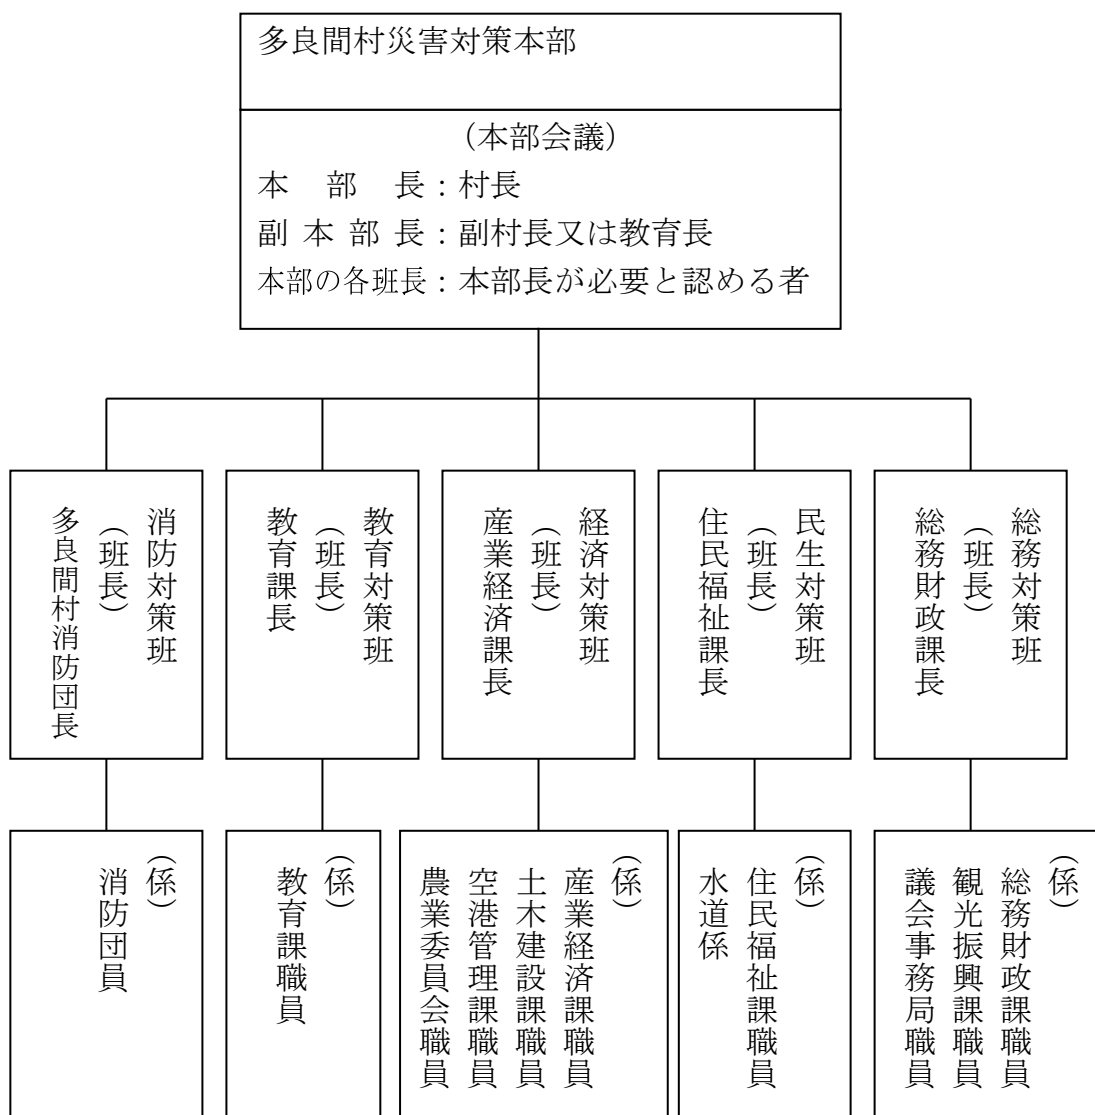 多良間村災害対策本部
(本部会議)
本部長:村長
副本部長:副村長又は教育長
本部の各班長:本部長が必要と認める者
総務対策班
(班長)
総務財政課長
民生対策班
(班長)
住民福祉課長
経済対策班
(班長)
産業経済課長
教育対策班
(班長)
教育課長
消防対策班
(班長)
多良間村消防団長
(係)
総務財政課職員
観光振興課職員
議会事務局職員
(係)
住民福祉課職員
水道係
(係)
産業経済課職員
土木建設課職員
空港管理課職員
農業委員会職員
(係)
教育課職員
(係)
消防団員